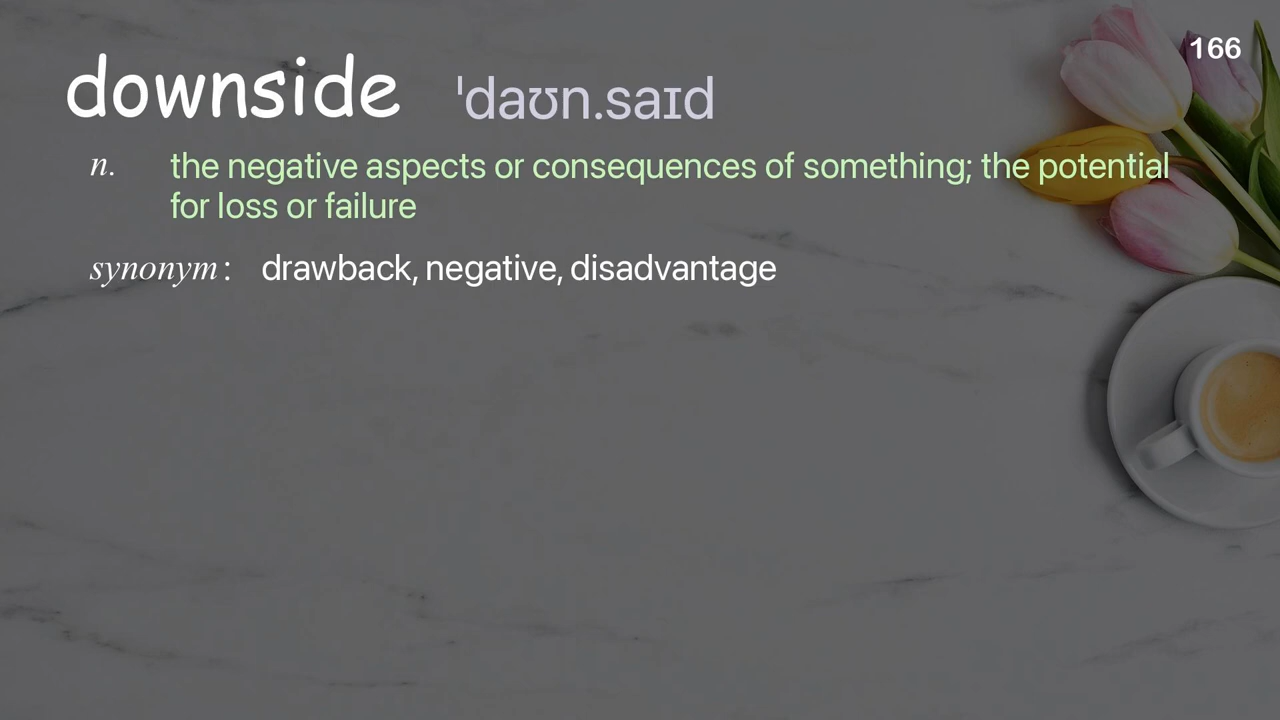 166
downside ˈdaʊn.saɪd
n. the negative aspects or consequences of something; the potential
for loss or failure
synonym: drawback, negative, disadvantage